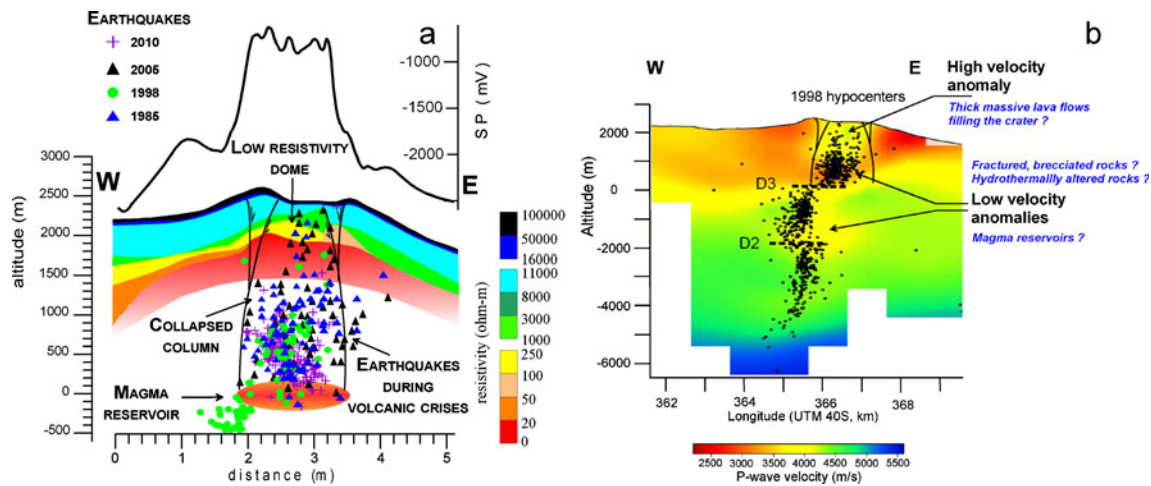 EARTHQUAKES
2010
2005
1998
1985
a
-1000
-1500
-2000
SP (mV)
W
E
LOW RESISTIVITY
DOME
3000
2500
2000
1500
1000
500
0
-500
altitude (m)
COLLAPSED
COLUMN
MAGMA
RESERVOIR
EARTHQUAKES
DURING
VOLCANIC CRISES
0
1
2
3
4
5
distance (m)
100000
50000
16000
11000
8000
3000
1000
250
100
50
20
0
resistivity (ohm-m)
b
W
E
1998 hypocenters
High velocity
anomaly
Thick massive lava flows
filling the crater ?
Fractured, brecciated rocks ?
Hydrothermallly altered rocks ?
Low velocity
anomalies
Magma reservoirs ?
D3
D2
2000
0
-2000
-4000
-6000
Altitude (m)
362
364
366
368
Longitude (UTM 40S, km)
2500 3000 3500 4000 4500 5000 5500
P-wave velocity (m/s)